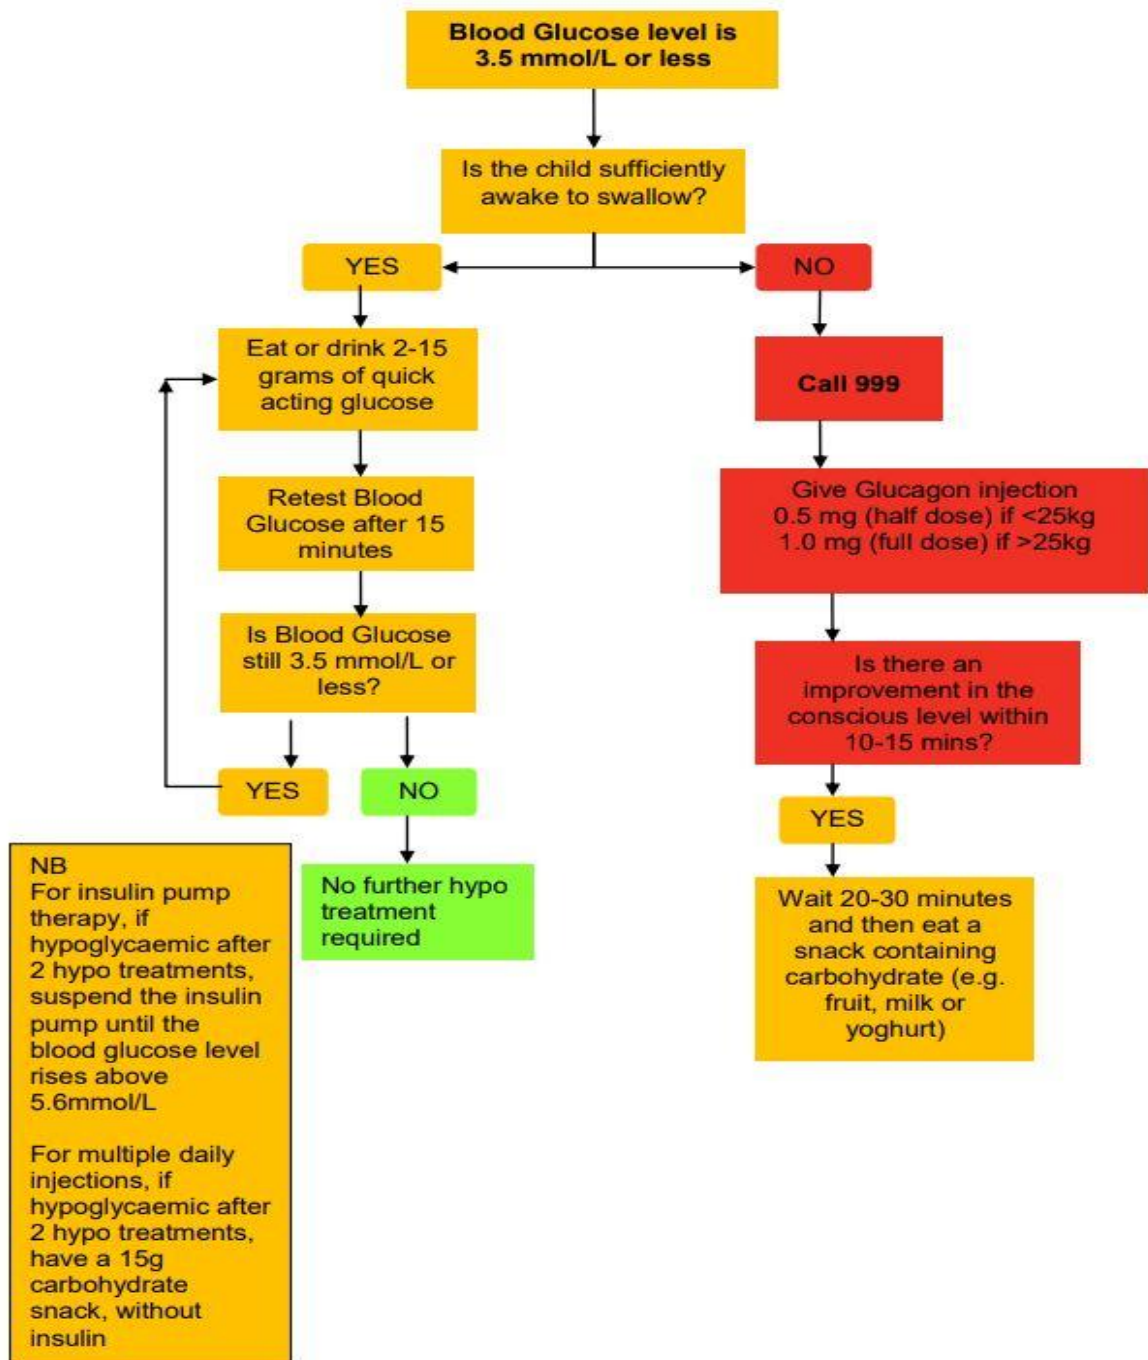 Blood Glucose level is
3.5 mmol/L or less
Is the child sufficiently
awake to swallow?
YES
NO
Eat or drink 2-15
grams of quick
acting glucose
Call 999
Retest Blood
Glucose after 15
minutes
Give Glucagon injection
0.5 mg (half dose) if <25kg
1.0 mg (full dose) if >25kg
Is Blood Glucose
still 3.5 mmol/L or
less?
Is there an
improvement in the
conscious level within
10-15 mins?
YES
NO
YES
No further hypo
treatment
required
Wait 20-30 minutes
and then eat a
snack containing
carbohydrate (e.g.
fruit, milk or
yoghurt)
NB
For insulin pump
therapy, if
hypoglycaemic after
2 hypo treatments,
suspend the insulin
pump until the
blood glucose level
rises above
5.6mmol/L
For multiple daily
injections, if
hypoglycaemic after
2 hypo treatments,
have a 15g
carbohydrate
snack, without
insulin